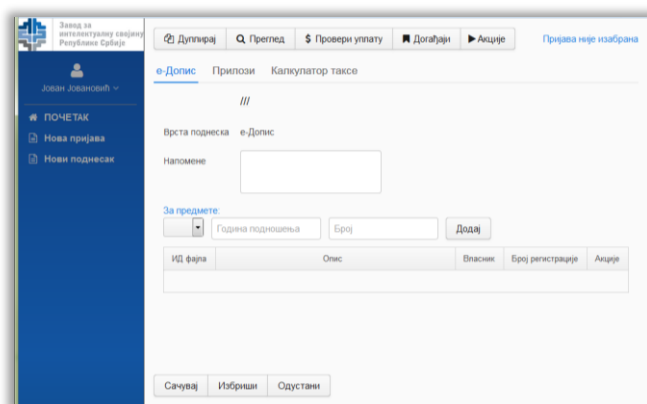 Завод за
интелектуалну својину
Републике Србије
Јован Јовановић
ПОЧЕТАК
Нова пријава
Нови поднесак
Дуплирај Преглед $ Провери уплату Догађаји Акције Пријава није изабрана
е-Допис Прилози Калкулатор таксе
///
Врста поднеска е-Допис
Напомене
За предмете:
Година подношења Број Додај
ИД фајла Опис Власник Број регистрације Акције
Сачувај Избриши Одустани